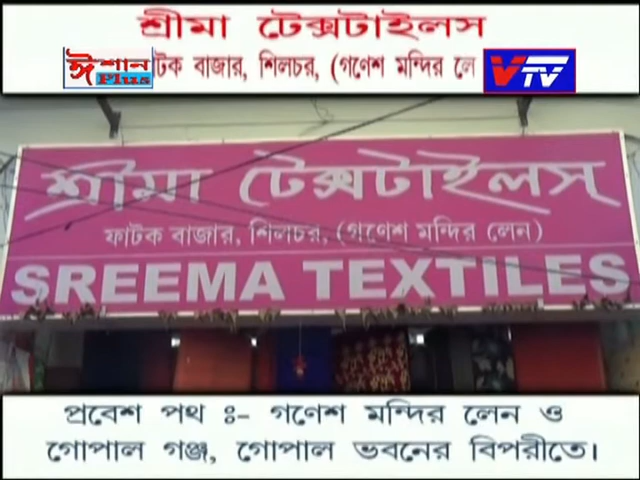 শ্রীমা টেক্সটাইলস
ঈশান
Plus
টক বাজার, শিলচর, (গণেশ মন্দির লে
VTV
শ্রীমা টেক্সটাইলস্
ফাটক বাজার, শিলচর, (গণেশ মন্দির লেন)
SREEMA TEXTILES
প্রবেশ পথ ঃ- গণেশ মন্দির লেন ও
গোপাল গঞ্জ, গোপাল ভবনের বিপরীতে।